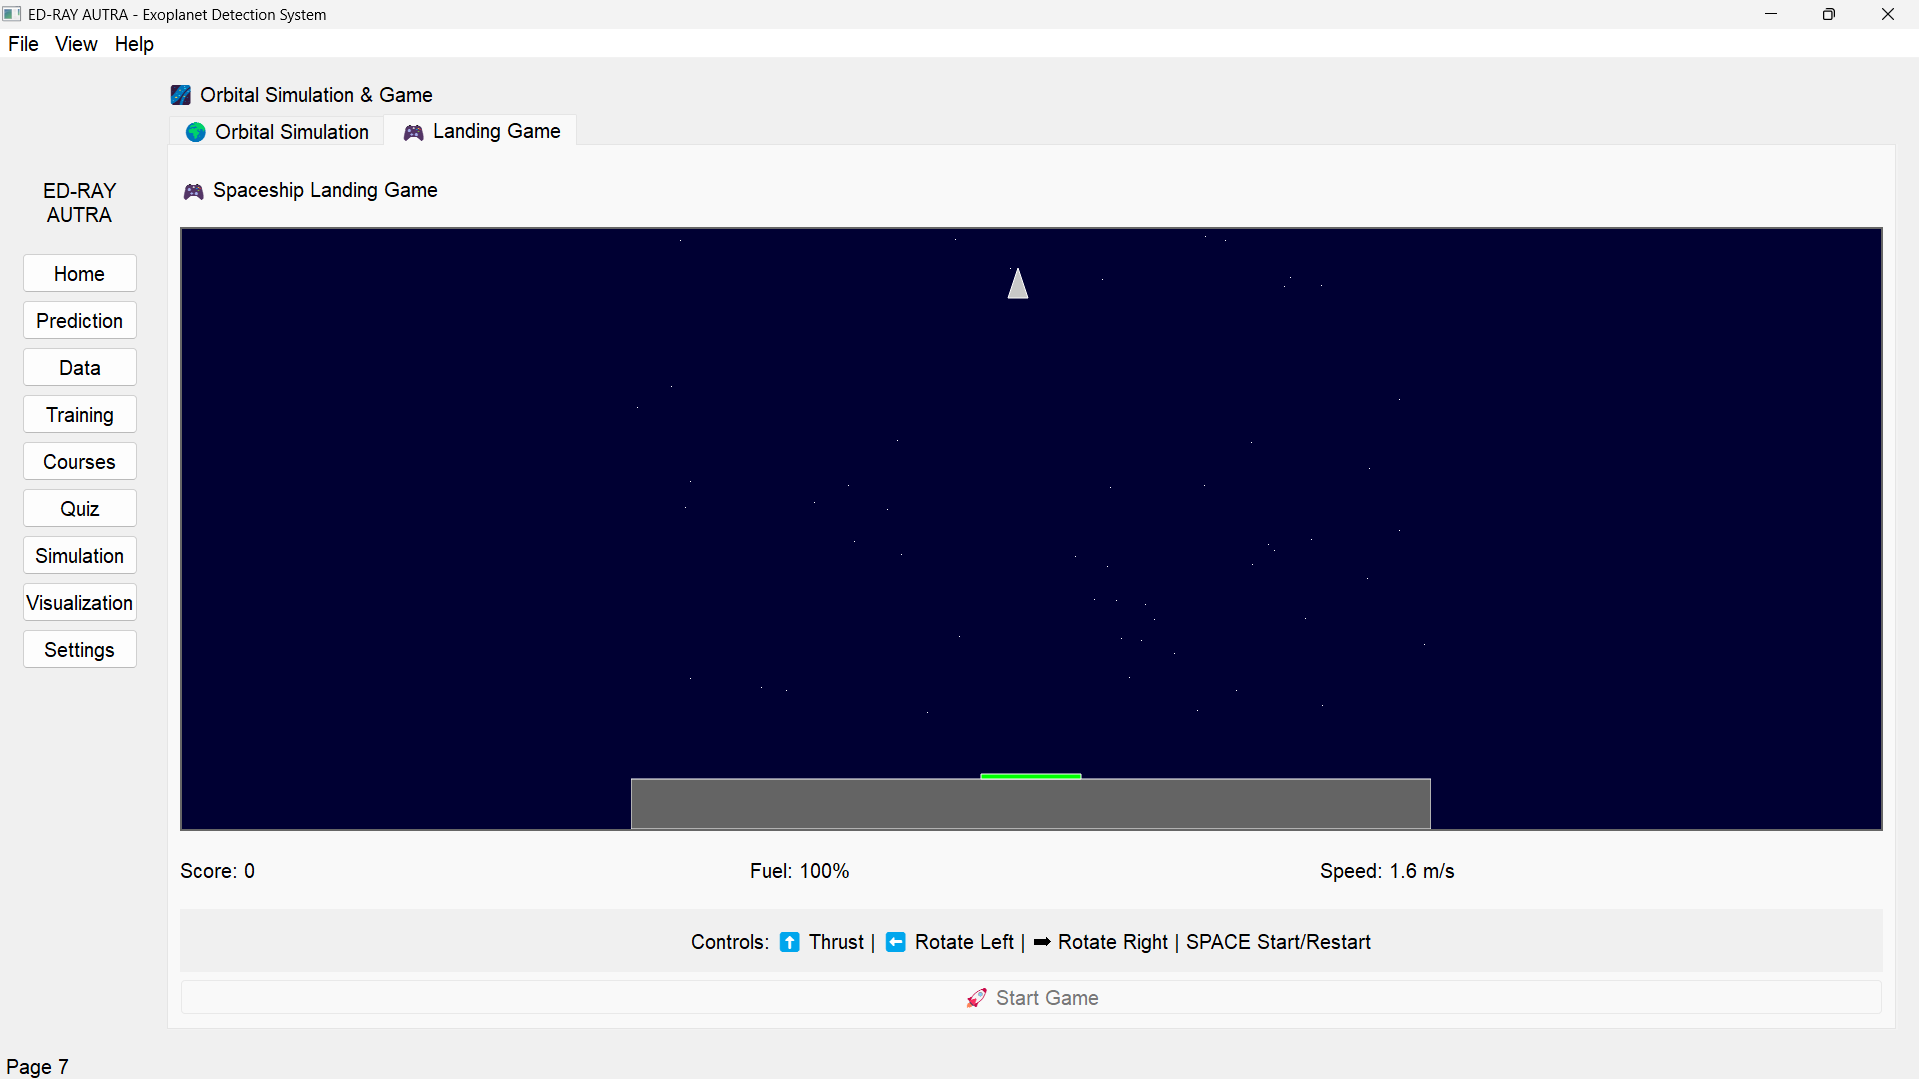 ED-RAY AUTRA - Exoplanet Detection System
File View Help
Orbital Simulation & Game
Orbital Simulation Landing Game
Spaceship Landing Game
ED-RAY
AUTRA
Home
Prediction
Data
Training
Courses
Quiz
Simulation
Visualization
Settings
Score: 0 Fuel: 100% Speed: 1.6 m/s
Controls: ⬆️ Thrust | ⬅️ Rotate Left | ➡ Rotate Right | SPACE Start/Restart
🚀 Start Game
Page 7